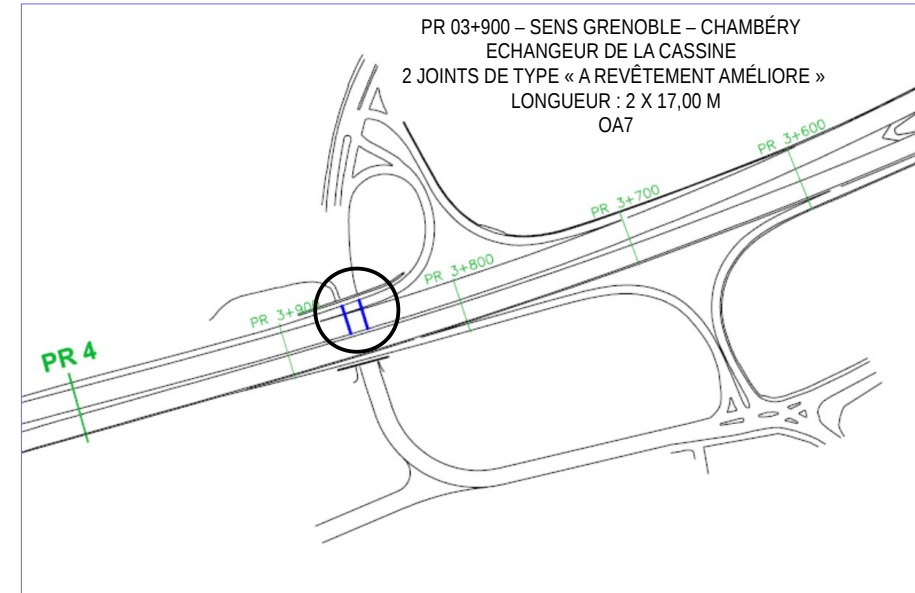 PR 03+900 – SENS GRENOBLE – CHAMBÉRY
ECHANGEUR DE LA CASSINE
2 JOINTS DE TYPE « A REVÊTEMENT AMÉLIORE »
LONGUEUR : 2 X 17,00 M
OA7
PR 3+600
PR 3+700
PR 3+800
PR 3+900
PR 4